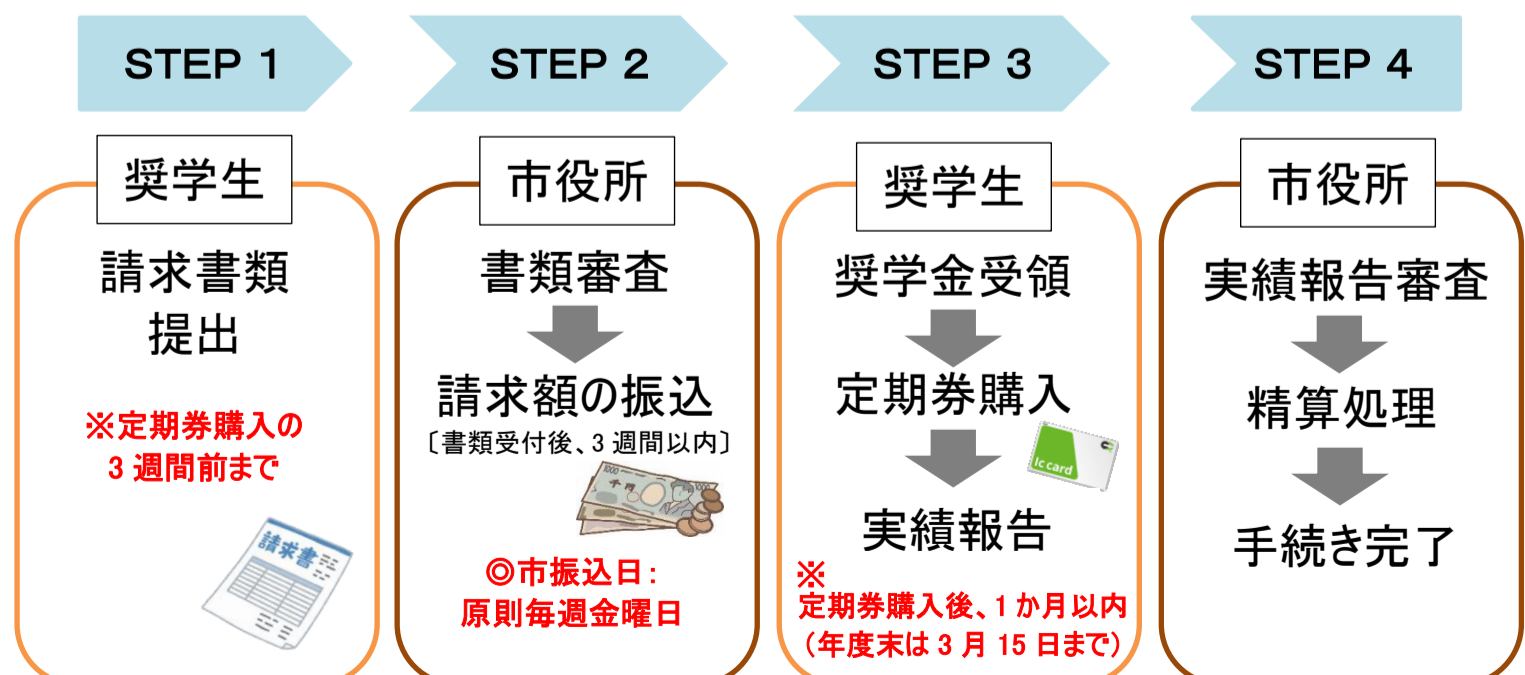 STEP 1
STEP 2
STEP 3
STEP 4
奨学生
請求書類
提出
※定期券購入の
3 週間前まで
請求書
市役所
書類審査
請求額の振込
〔書類受付後、3 週間以内〕
1000
千円
1000
◎市振込日：
原則毎週金曜日
奨学生
奨学金受領
定期券購入
Ic card
実績報告
※
定期券購入後、1 か月以内
（年度末は 3 月 15 日まで）
市役所
実績報告審査
精算処理
手続き完了